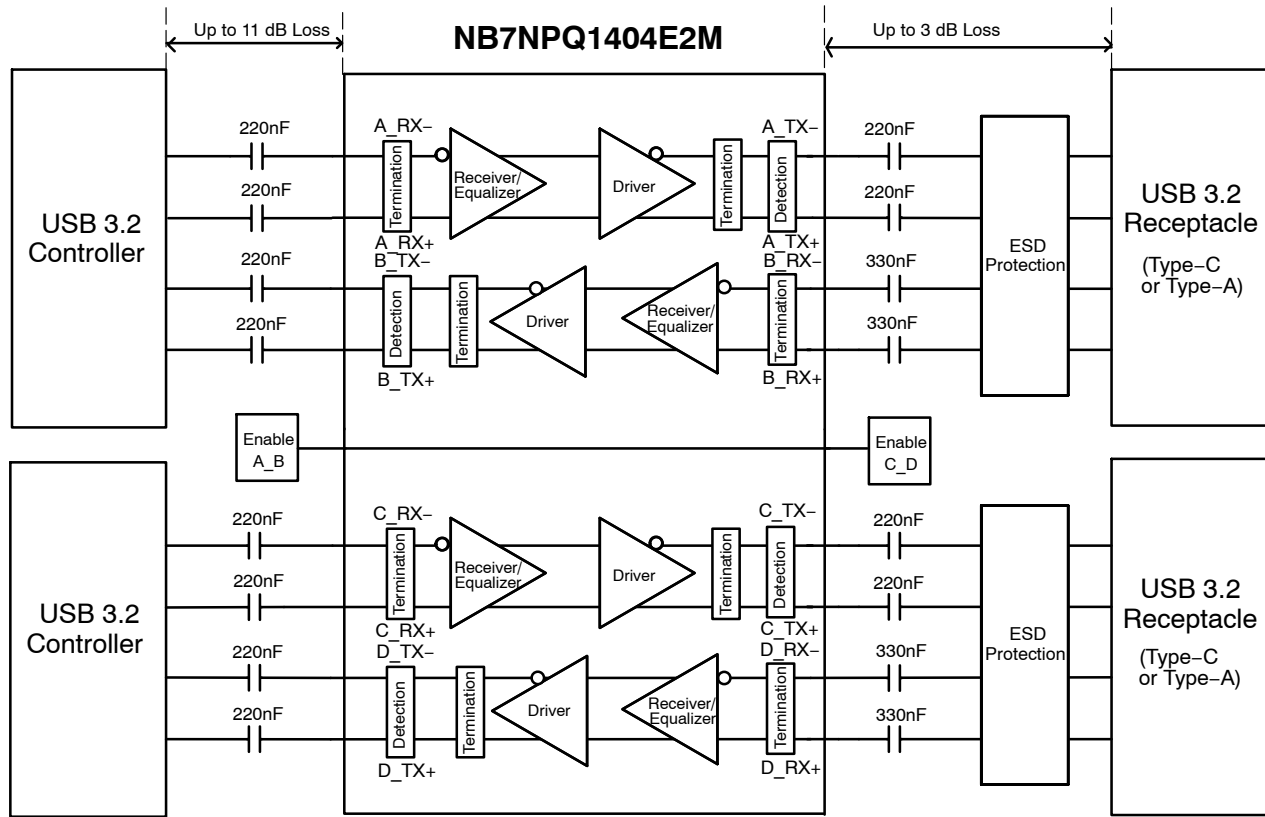 Up to 11 dB Loss
NB7NPQ1404E2M
Up to 3 dB Loss
USB 3.2
Controller
220nF
220nF
220nF
220nF
A_RX−
Termination
A_RX+
B_TX−
Detection
B_TX+
Receiver/
Equalizer
Driver
Termination
A_TX−
Detection
A_TX+
B_RX−
Termination
B_RX+
Termination
Driver
Receiver/
Equalizer
220nF
220nF
330nF
330nF
ESD
Protection
USB 3.2
Receptacle
(Type−C
or Type−A)
Enable
A_B
Enable
C_D
USB 3.2
Controller
220nF
220nF
220nF
220nF
C_RX−
Termination
C_RX+
D_TX−
Detection
D_TX+
Receiver/
Equalizer
Driver
Termination
C_TX−
Detection
C_TX+
D_RX−
Termination
D_RX+
Termination
Driver
Receiver/
Equalizer
220nF
220nF
330nF
330nF
ESD
Protection
USB 3.2
Receptacle
(Type−C
or Type−A)